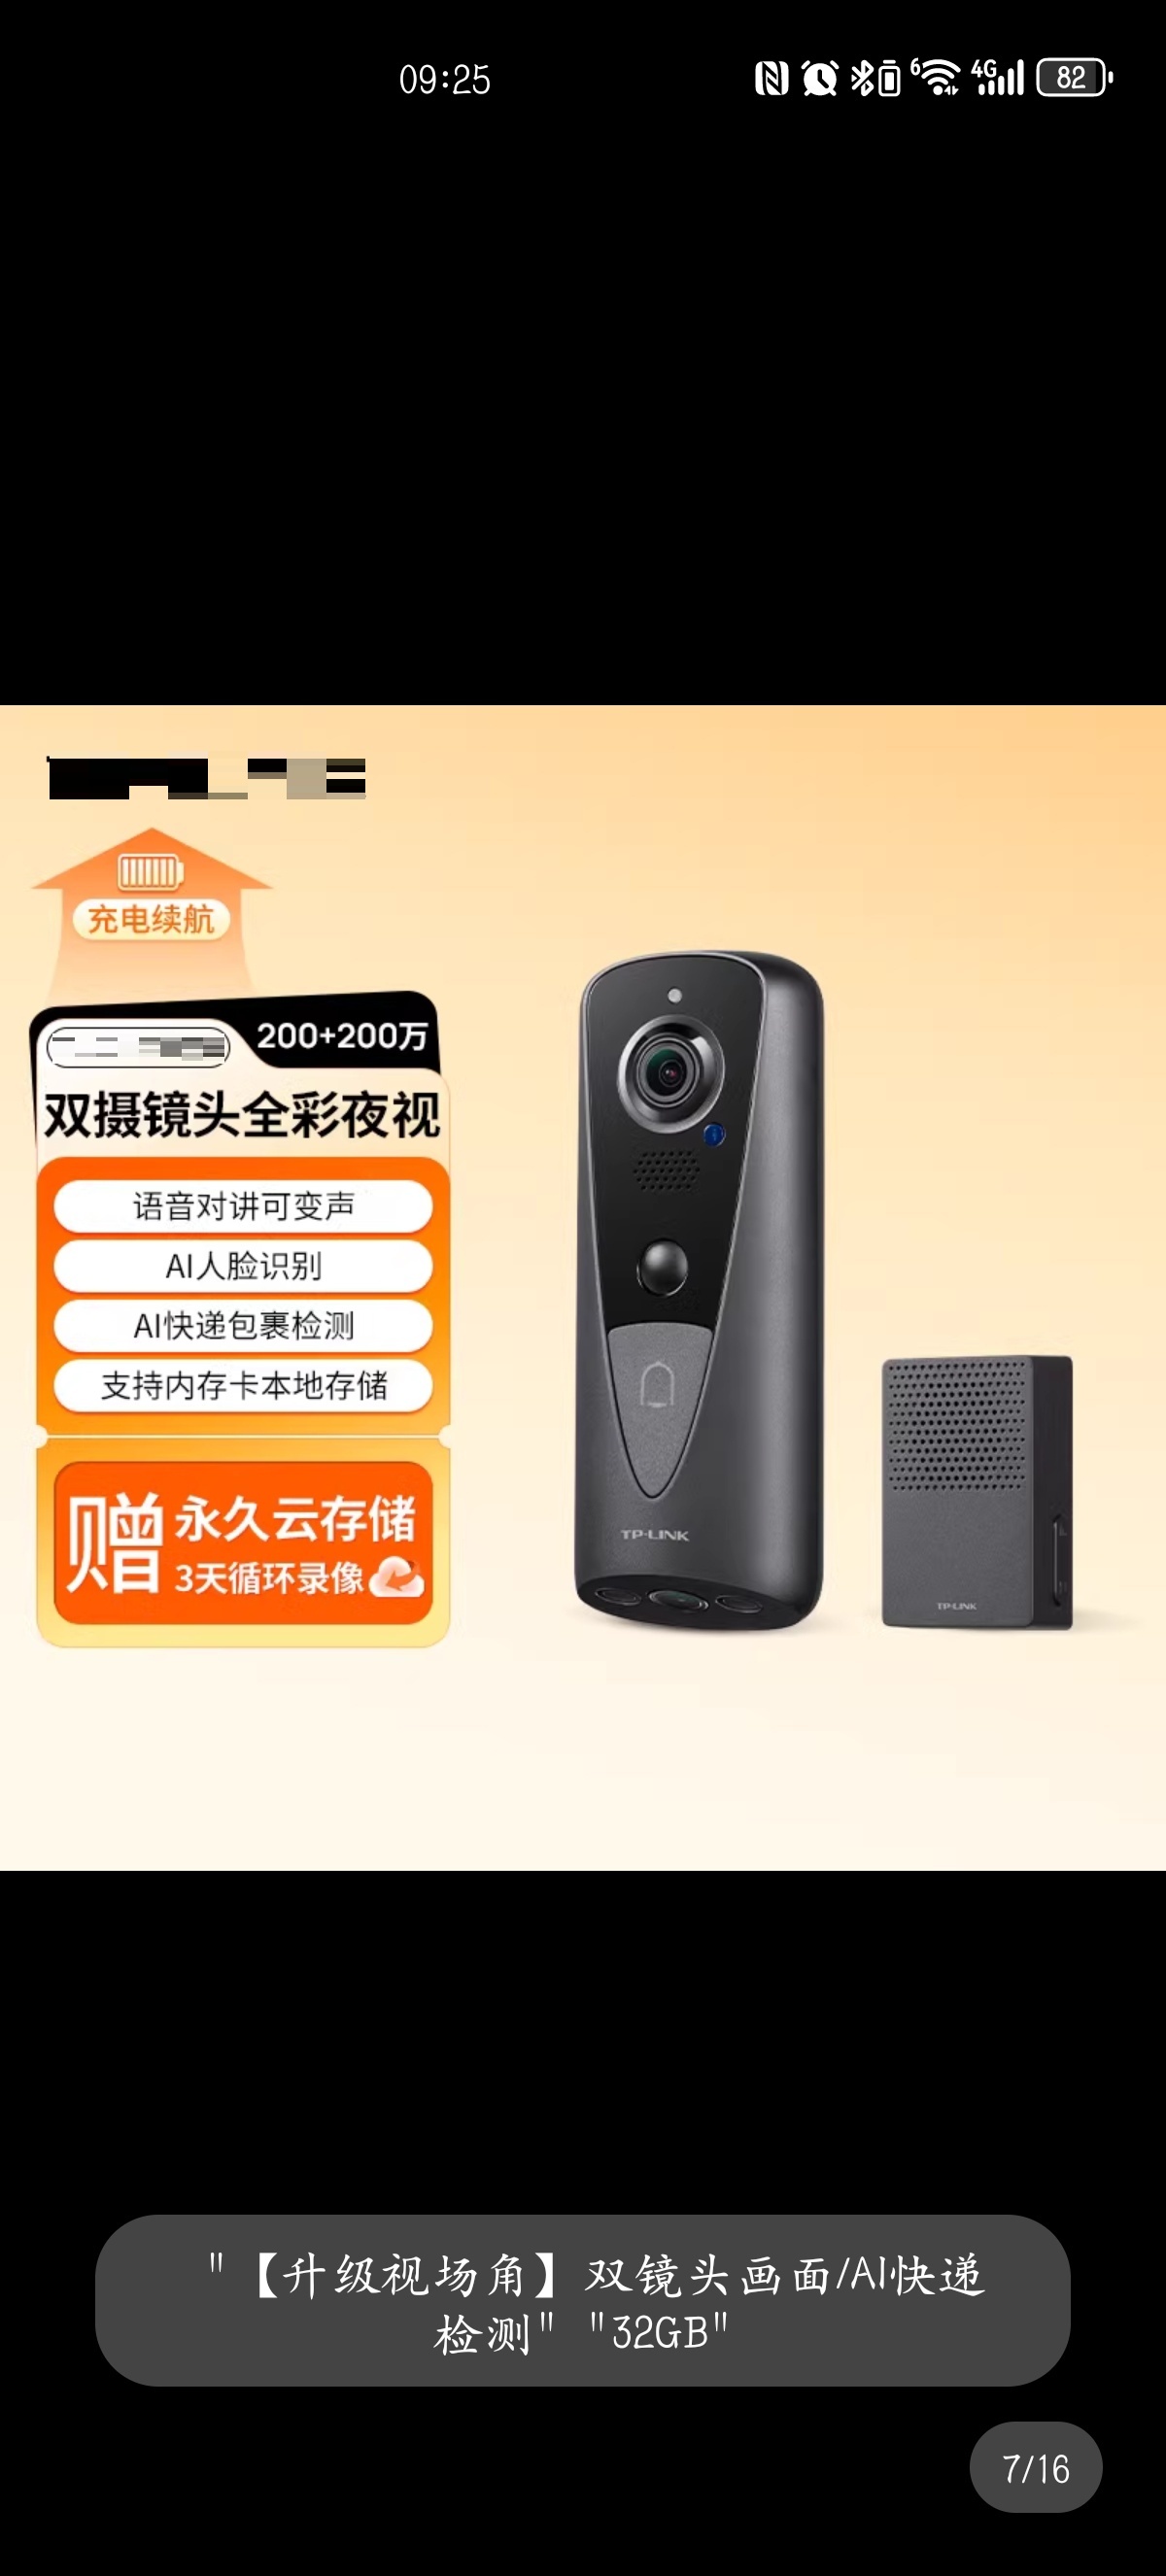 09:25
6
4G
82
充电续航
200+200万
双摄镜头全彩夜视
语音对讲可变声
AI人脸识别
AI快递包裹检测
支持内存卡本地存储
赠
永久云存储
3天循环录像
TP-LINK
TP-LINK
"【升级视场角】双镜头画面/AI快递
检测" "32GB"
7/16